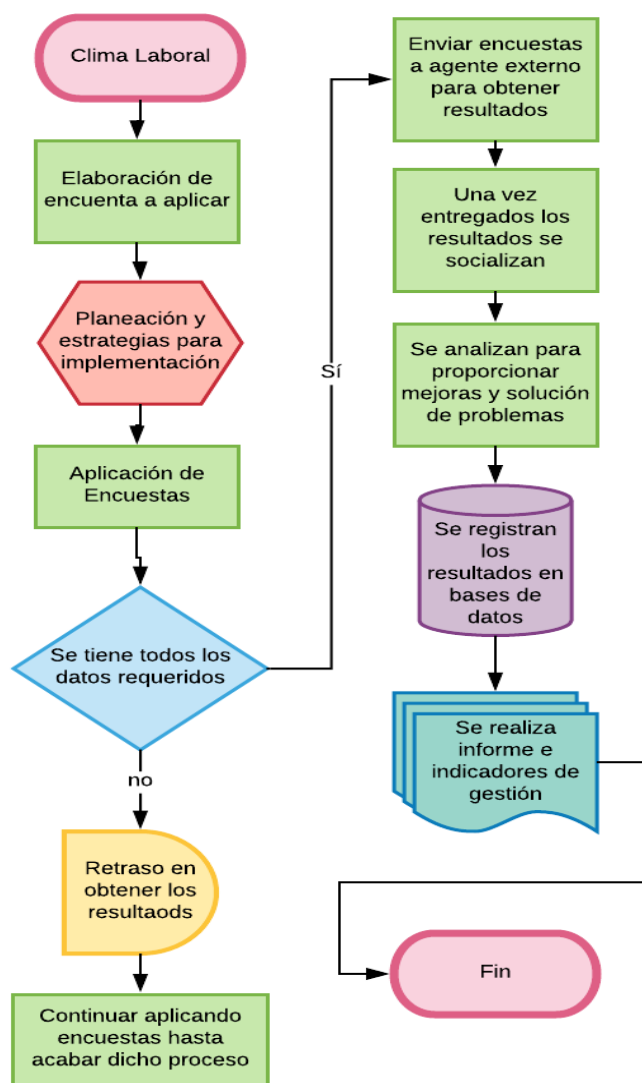 Clima Laboral
Elaboración de
encuenta a aplicar
Planeación y
estrategias para
implementación
Aplicación de
Encuestas
Se tiene todos los
datos requeridos
no
Retraso en
obtener los
resultaods
Continuar aplicando
encuestas hasta
acabar dicho proceso
Sí
Enviar encuestas
a agente externo
para obtener
resultados
Una vez
entregados los
resultados se
socializan
Se analizan para
proporcionar
mejoras y solución
de problemas
Se registran
los
resultados en
bases de
datos
Se realiza
informe e
indicadores de
gestión
Fin